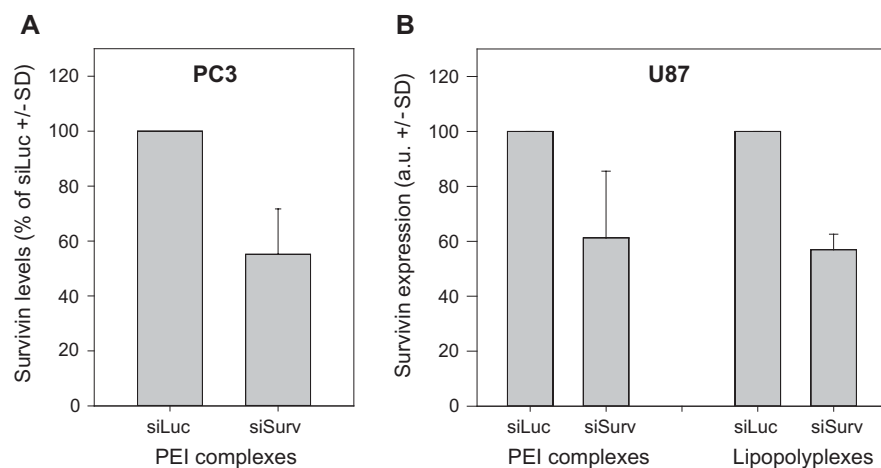 A
PC3
Survivin levels (% of siLuc +/- SD)
120
100
80
60
40
20
0
siLuc siSurv
PEI complexes
B
U87
Survivin expression (a.u. +/- SD)
120
100
80
60
40
20
0
siLuc siSurv siLuc siSurv
PEI complexes Lipopolyplexes